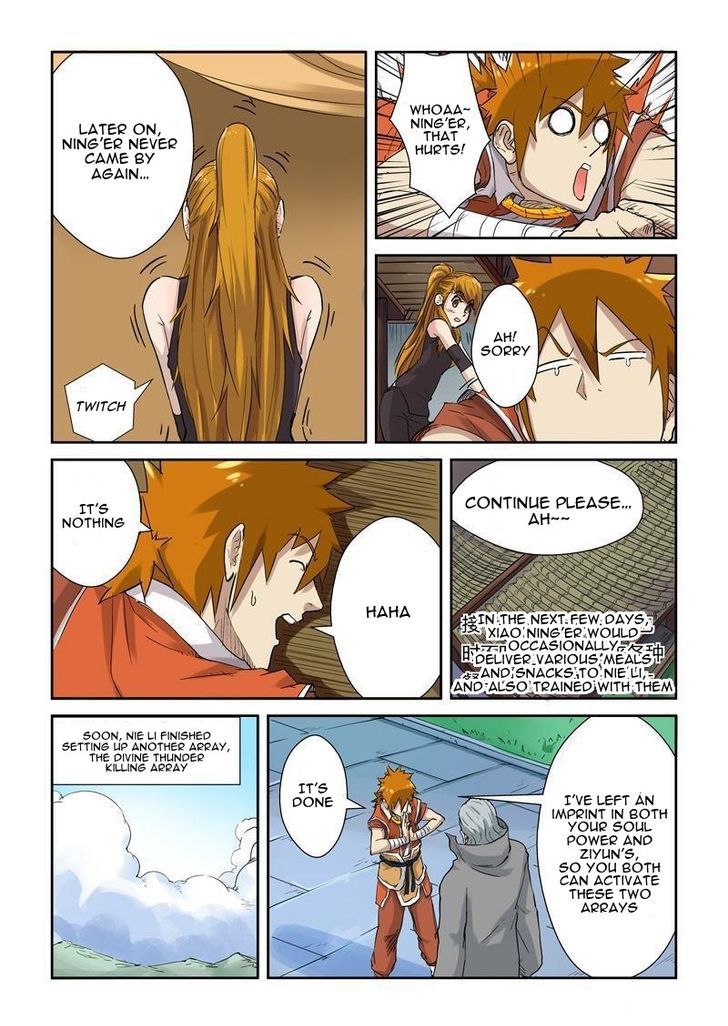 LATER ON,
NING'ER NEVER
CAME BY
AGAIN...
TWITCH
WHOAA~
NING'ER,
THAT
HURTS!
AH!
SORRY
IT'S
NOTHING
HAHA
CONTINUE PLEASE...
AH~~
IN THE NEXT FEW DAYS,
XIAO NING'ER WOULD
OCCASIONALLY
DELIVER VARIOUS MEALS
AND SNACKS TO NIE LI,
AND ALSO TRAINED WITH THEM
SOON, NIE LI FINISHED
SETTING UP ANOTHER ARRAY,
THE DIVINE THUNDER
KILLING ARRAY
IT'S
DONE
I'VE LEFT AN
IMPRINT IN BOTH
YOUR SOUL
POWER AND
ZIYUN'S,
SO YOU BOTH
CAN ACTIVATE
THESE TWO
ARRAYS